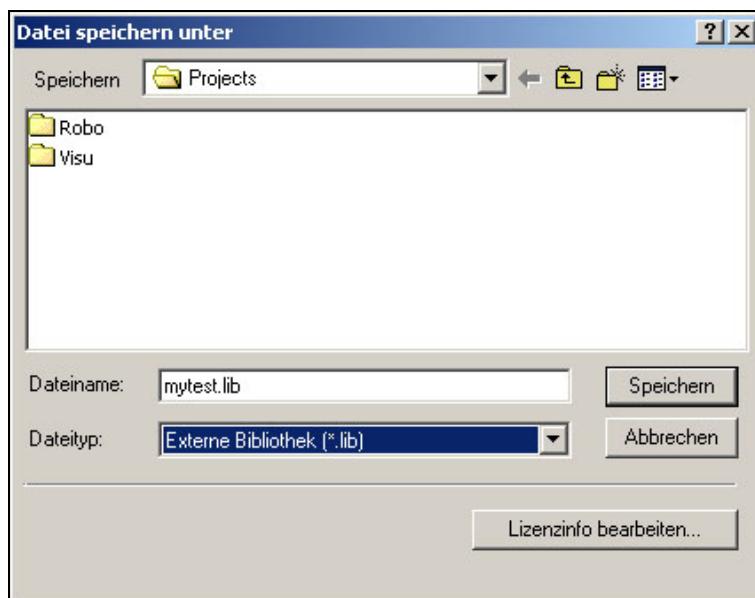 Datei speichern unter
Speichern Projects
Robo
Visu
Dateiname: mytest.lib Speichern
Dateityp: Externe Bibliothek (*.lib) Abbrechen
Lizenzinfo bearbeiten...